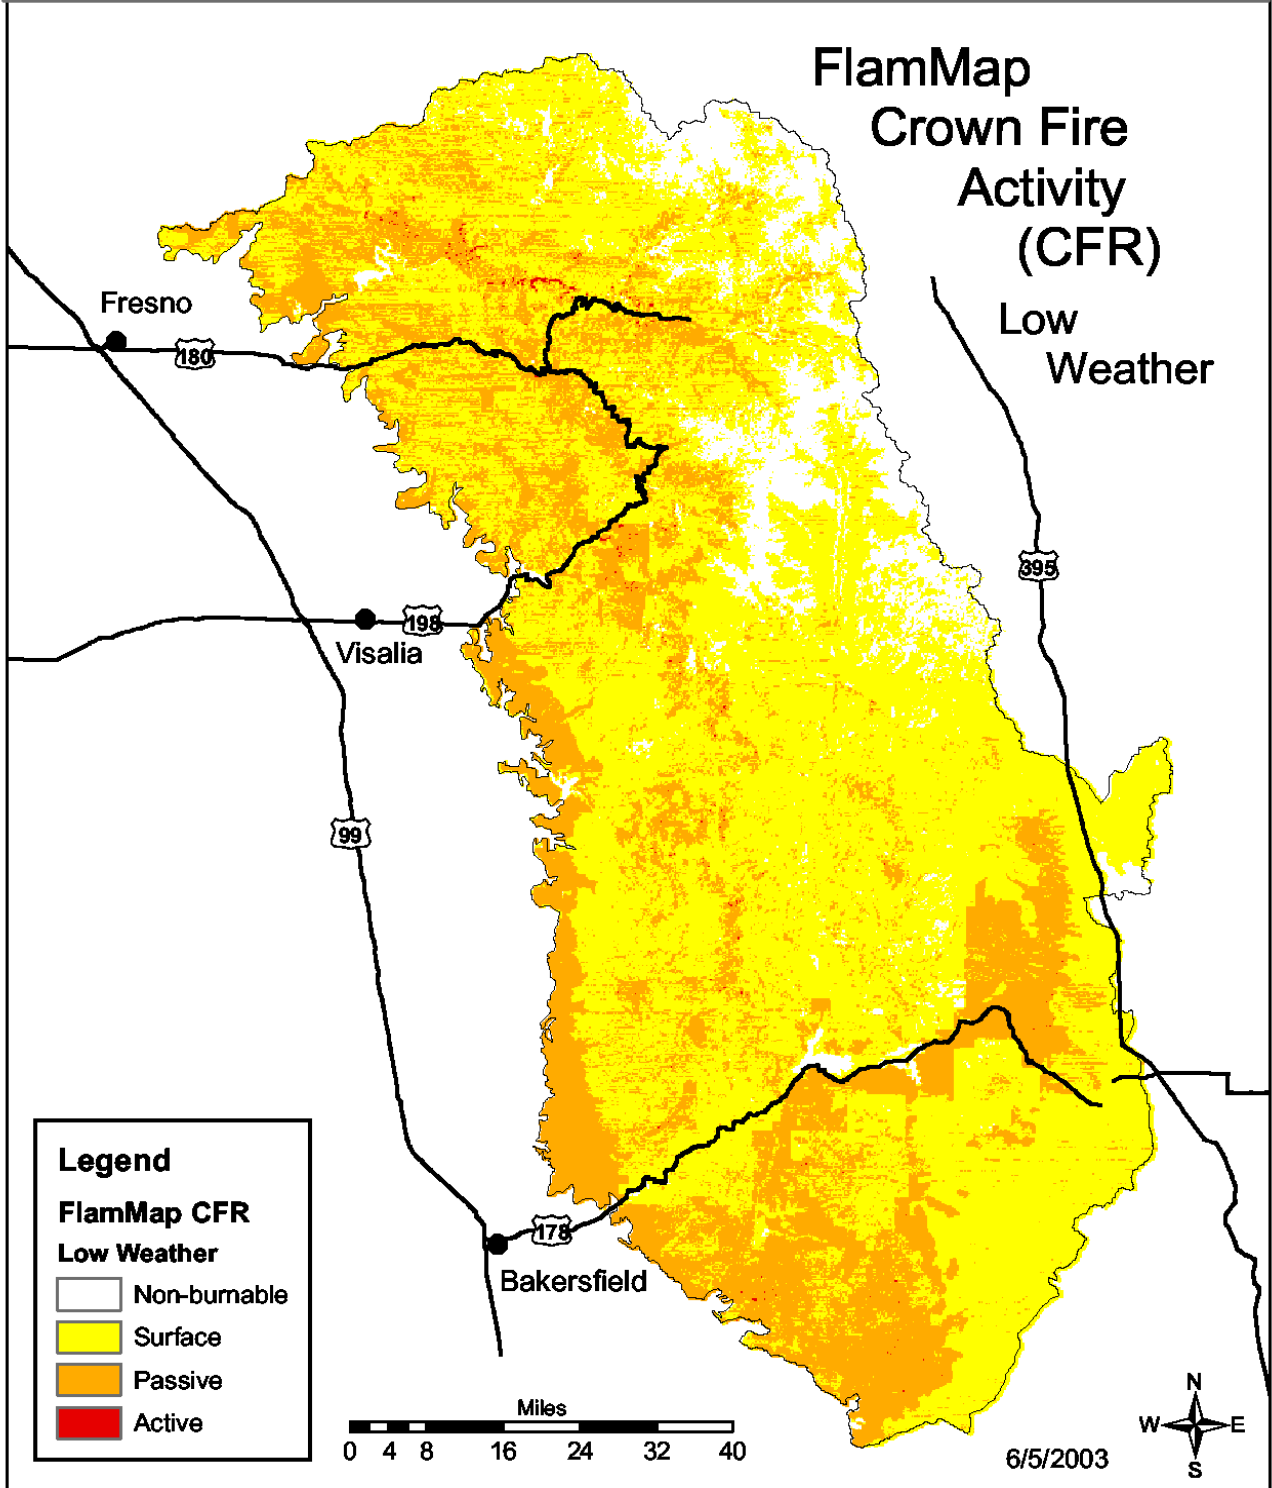 FlamMap
Crown Fire
Activity
(CFR)
Low
Weather
Fresno
180
395
198
Visalia
99
178
Bakersfield
Legend
FlamMap CFR
Low Weather
Non-burnable
Surface
Passive
Active
Miles
0 4 8 16 24 32 40
N
W E
S
6/5/2003